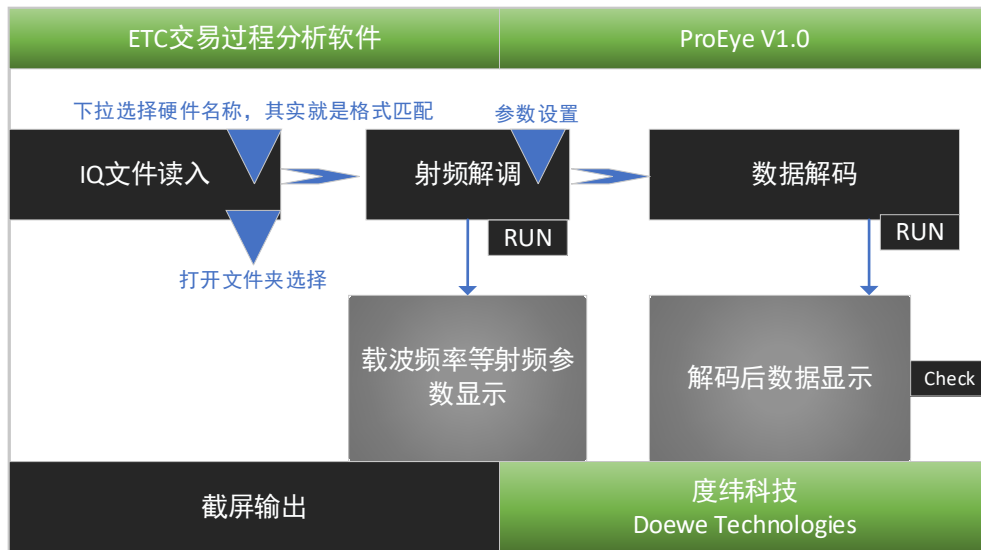 ETC交易过程分析软件
ProEye V1.0
下拉选择硬件名称，其实就是格式匹配
参数设置
IQ文件读入
射频解调
数据解码
RUN
RUN
打开文件夹选择
载波频率等射频参
数显示
解码后数据显示
Check
截屏输出
度纬科技
Doewe Technologies